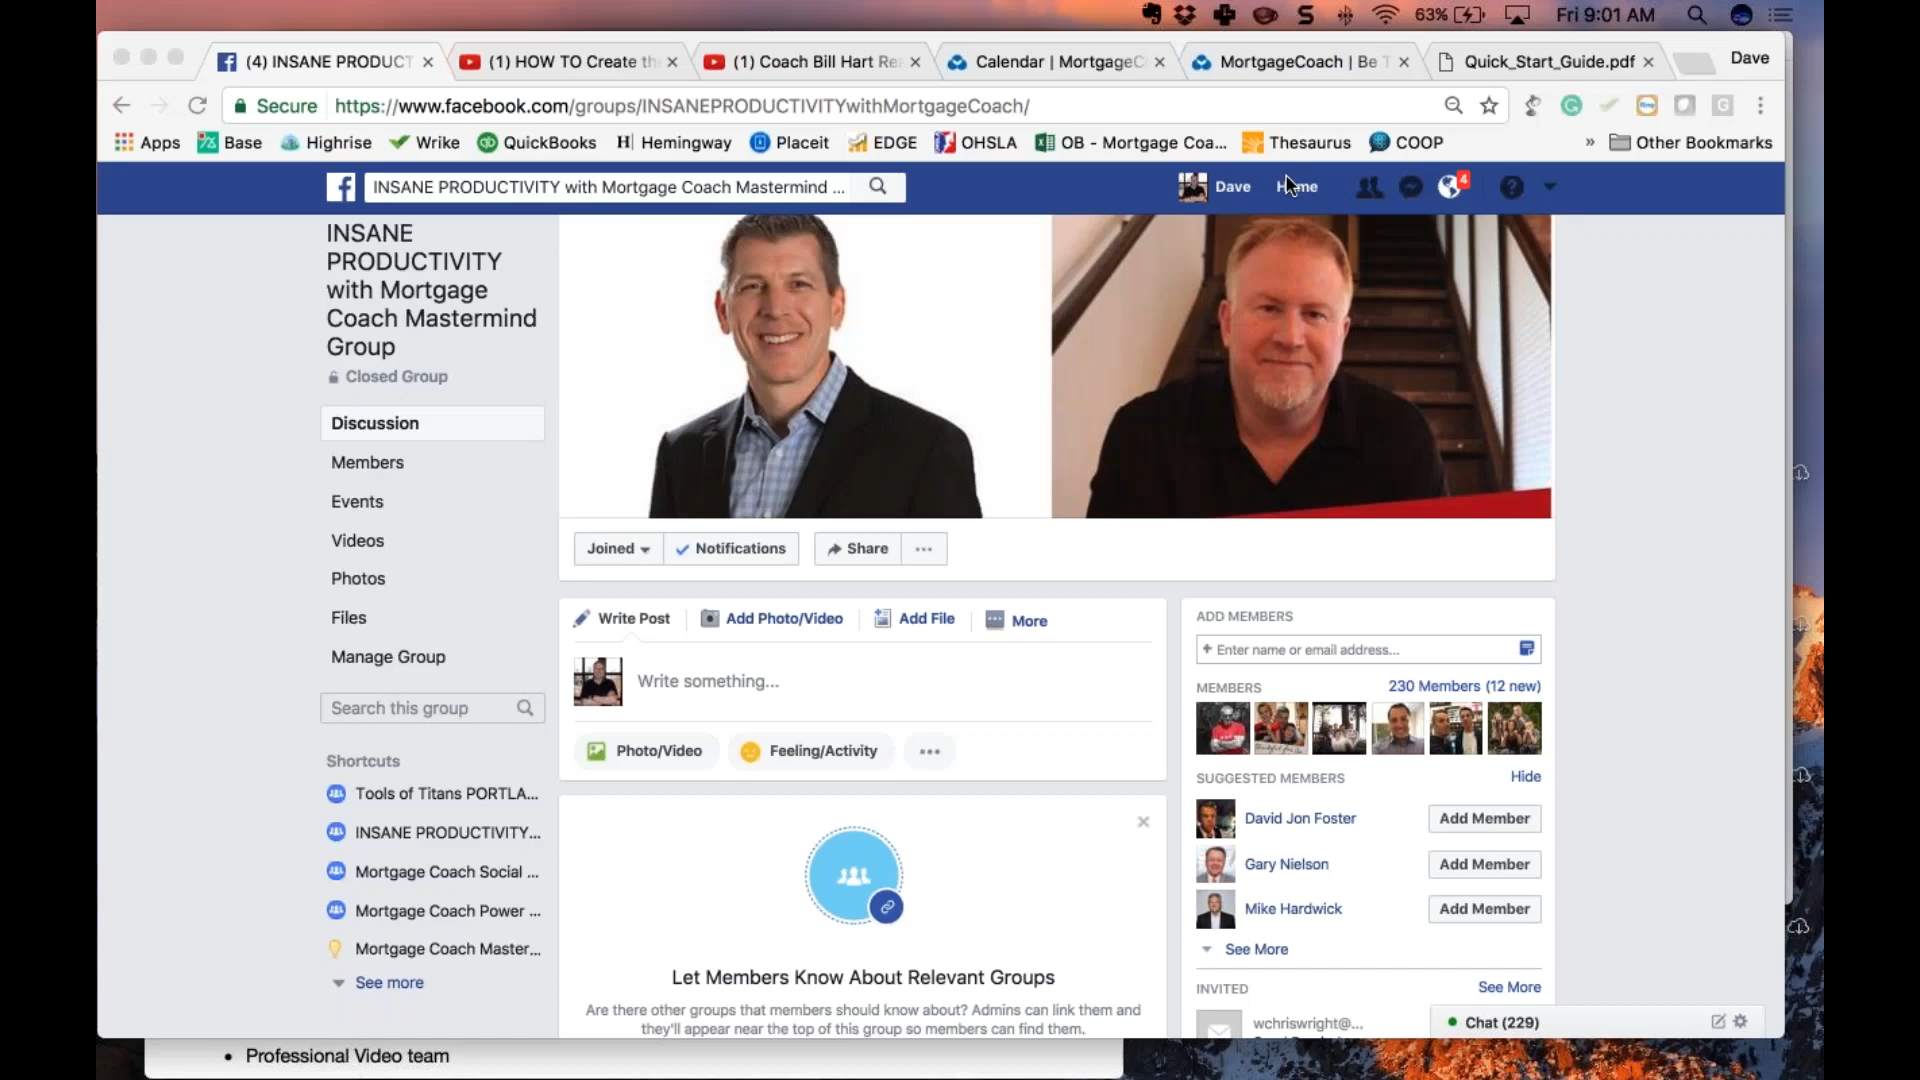 63%
Fri 9:01 AM
(4) INSANE PRODUCT
(1) HOW TO Create th
(1) Coach Bill Hart Re
Calendar | MortgageC
MortgageCoach | Be T
Quick_Start_Guide.pdf
Dave
Secure
https://www.facebook.com/groups/INSANEPRODUCTIVITYwithMortgageCoach/
Apps
Base
Highrise
Wrike
QuickBooks
Hemingway
Placeit
EDGE
OHSLA
OB - Mortgage Coa...
Thesaurus
COOP
»
Other Bookmarks
INSANE PRODUCTIVITY with Mortgage Coach Mastermind ...
Dave
Home
4
INSANE
PRODUCTIVITY
with Mortgage
Coach Mastermind
Group
Closed Group
Discussion
Members
Events
Videos
Photos
Files
Manage Group
Search this group
Shortcuts
Tools of Titans PORTLA...
INSANE PRODUCTIVITY...
Mortgage Coach Social ...
Mortgage Coach Power ...
Mortgage Coach Master...
See more
Joined
Notifications
Share
Write Post
Add Photo/Video
Add File
More
Write something...
Photo/Video
Feeling/Activity
Let Members Know About Relevant Groups
Are there other groups that members should know about? Admins can link them and
they'll appear near the top of this group so members can find them.
ADD MEMBERS
+ Enter name or email address...
MEMBERS
230 Members (12 new)
SUGGESTED MEMBERS
Hide
David Jon Foster
Add Member
Gary Nielson
Add Member
Mike Hardwick
Add Member
See More
INVITED
See More
wchriswright@...
Chat (229)
• Professional Video team